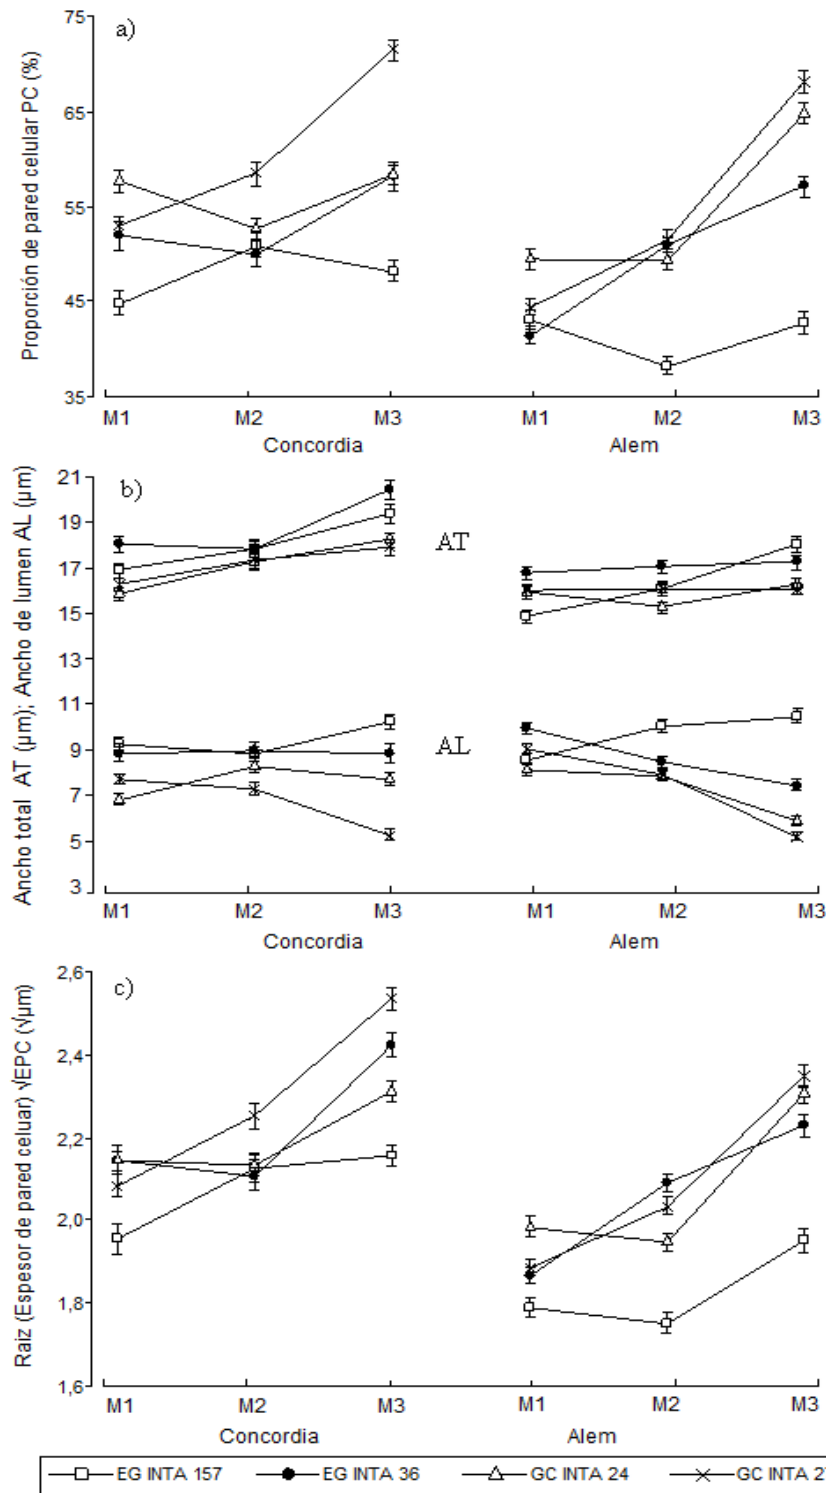 a)
Proporción de pared celular PC (%)
75
65
55
45
35
M1 M2 M3 M1 M2 M3
Concordia Alem
b)
Ancho total AT (µm); Ancho de lumen AL (µm)
21
19
17
15
13
11
9
7
5
3
AT
AL
M1 M2 M3 M1 M2 M3
Concordia Alem
c)
Raiz (Espesor de pared celuar) √EPC (√µm)
2,6
2,4
2,2
2,0
1,8
1,6
M1 M2 M3 M1 M2 M3
Concordia Alem
EG INTA 157 EG INTA 36 GC INTA 24 GC INTA 2